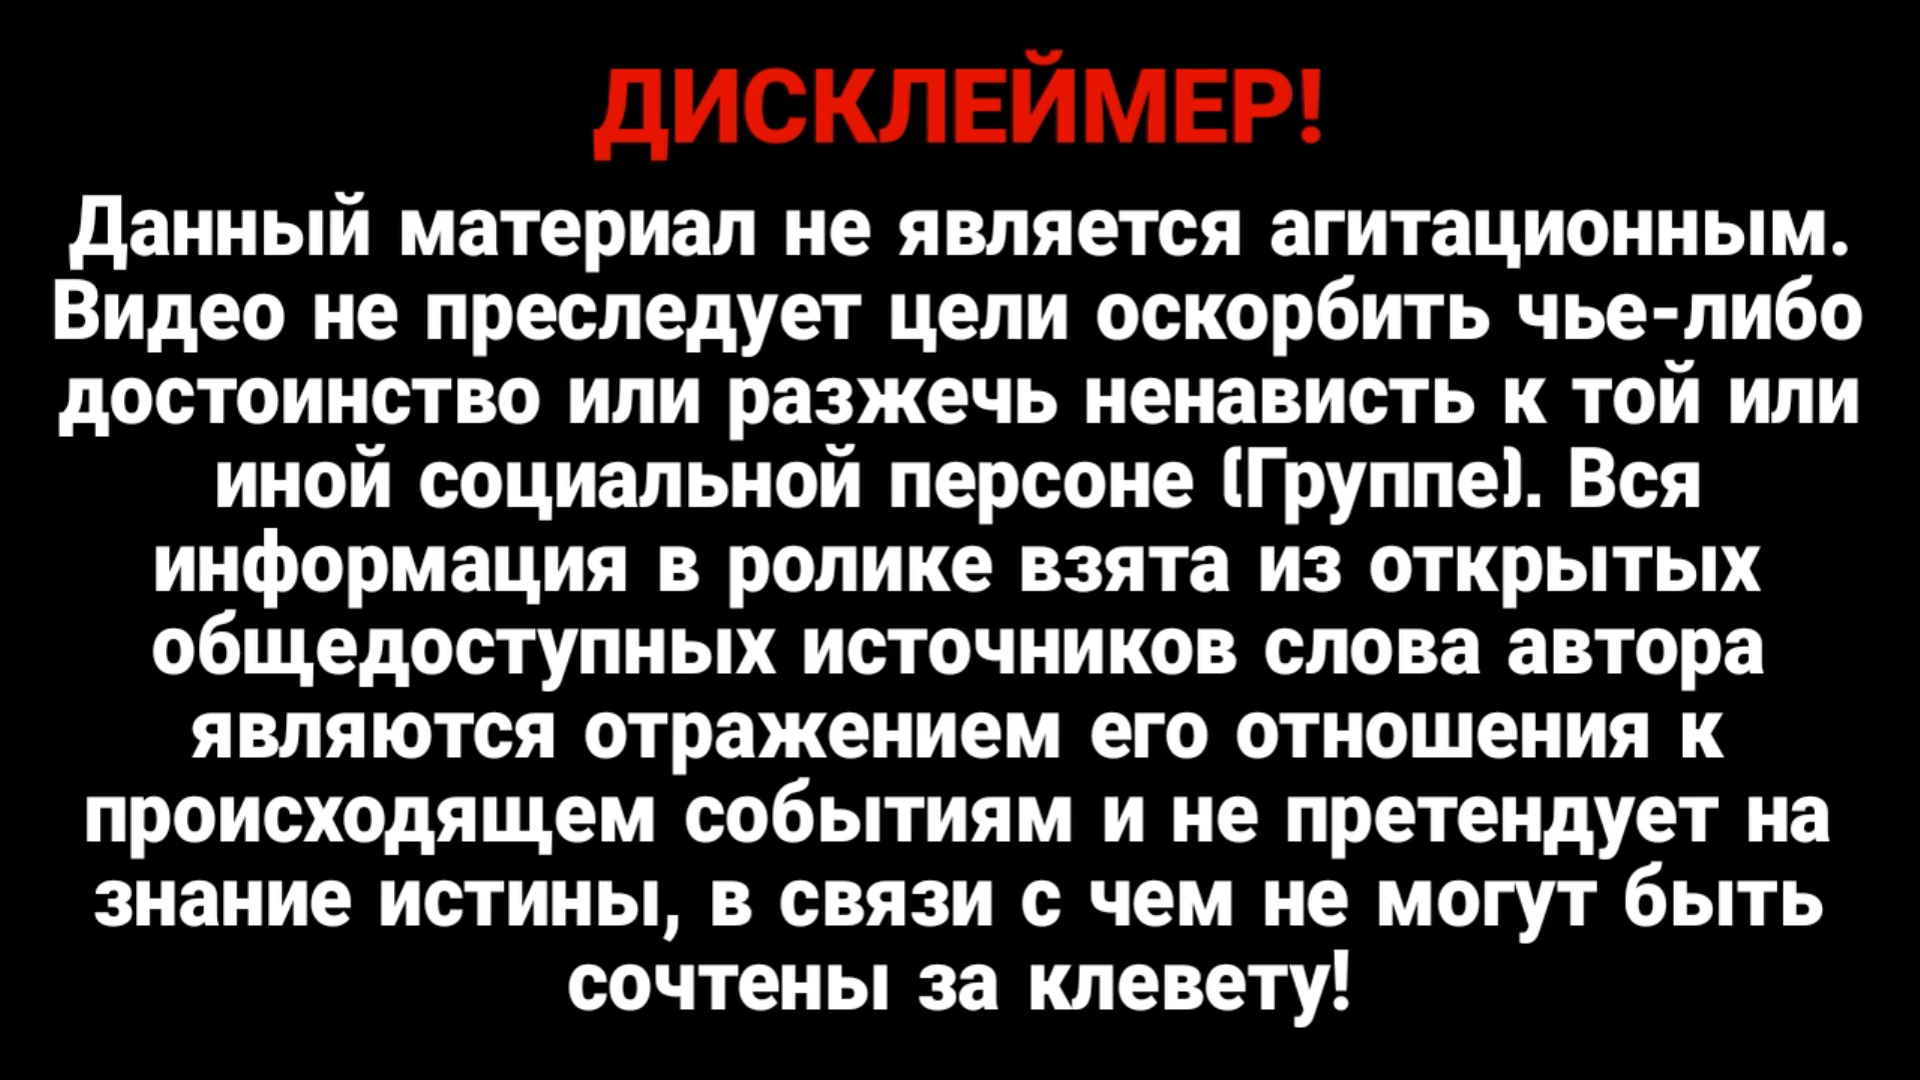 ДИСКЛЕЙМЕР!
Данный материал не является агитационным.
Видео не преследует цели оскорбить чье-либо
достоинство или разжечь ненависть к той или
иной социальной персоне (Группе). Вся
информация в ролике взята из открытых
общедоступных источников слова автора
являются отражением его отношения к
происходящем событиям и не претендует на
знание истины, в связи с чем не могут быть
сочтены за клевету!